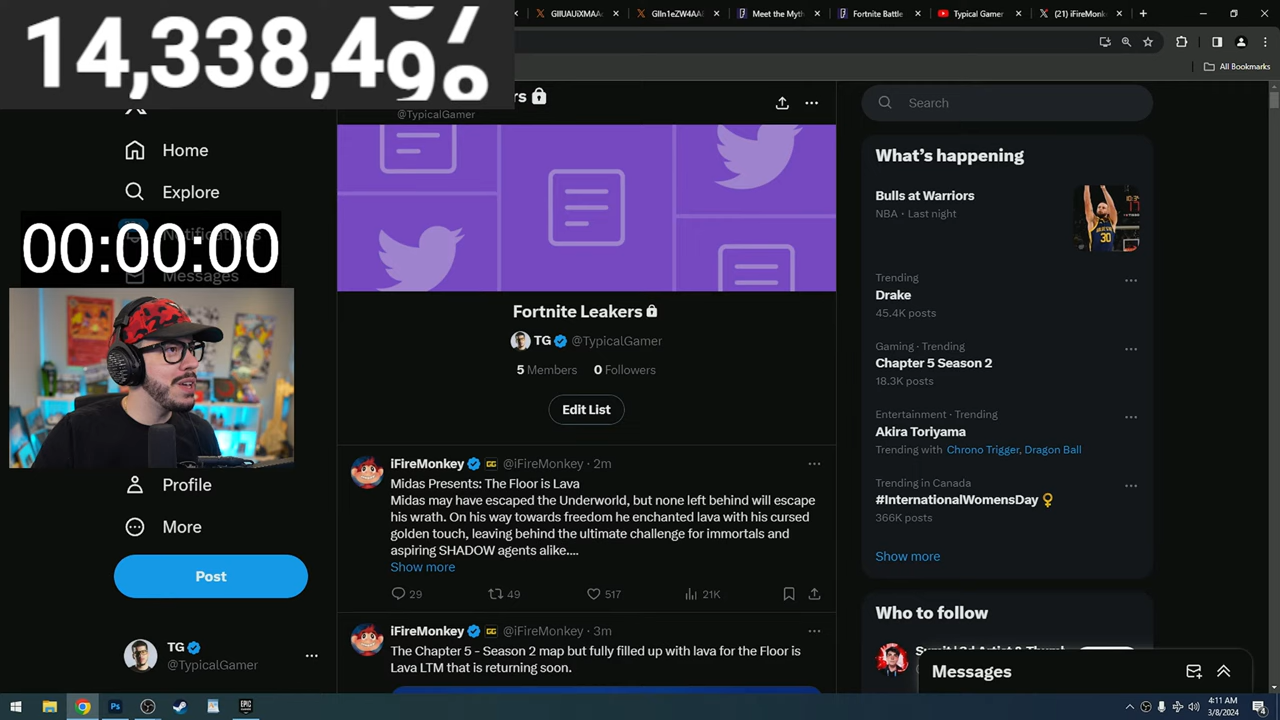 GIIUAUiXMAA
GIIn1eZW4AA
Meet the Myth
Fortnite Battle
Typical Gamer
(21) iFireMonke
All Bookmarks
14,338,4
00:00:00
@TypicalGamer
Home
Explore
Notifications
Messages
Profile
More
Post
TG
@TypicalGamer
Fortnite Leakers
TG @TypicalGamer
5 Members 0 Followers
Edit List
iFireMonkey GG @iFireMonkey · 2m
Midas Presents: The Floor is Lava
Midas may have escaped the Underworld, but none left behind will escape
his wrath. On his way towards freedom he enchanted lava with his cursed
golden touch, leaving behind the ultimate challenge for immortals and
aspiring SHADOW agents alike....
Show more
29 49 517 21K
iFireMonkey GG @iFireMonkey · 3m
The Chapter 5 - Season 2 map but fully filled up with lava for the Floor is
Lava LTM that is returning soon.
Search
What's happening
Bulls at Warriors
NBA · Last night
Trending
Drake
45.4K posts
Gaming · Trending
Chapter 5 Season 2
18.3K posts
Entertainment · Trending
Akira Toriyama
Trending with Chrono Trigger, Dragon Ball
Trending in Canada
#InternationalWomensDay
366K posts
Show more
Who to follow
Messages
EPIC
4:11 AM
3/8/2024